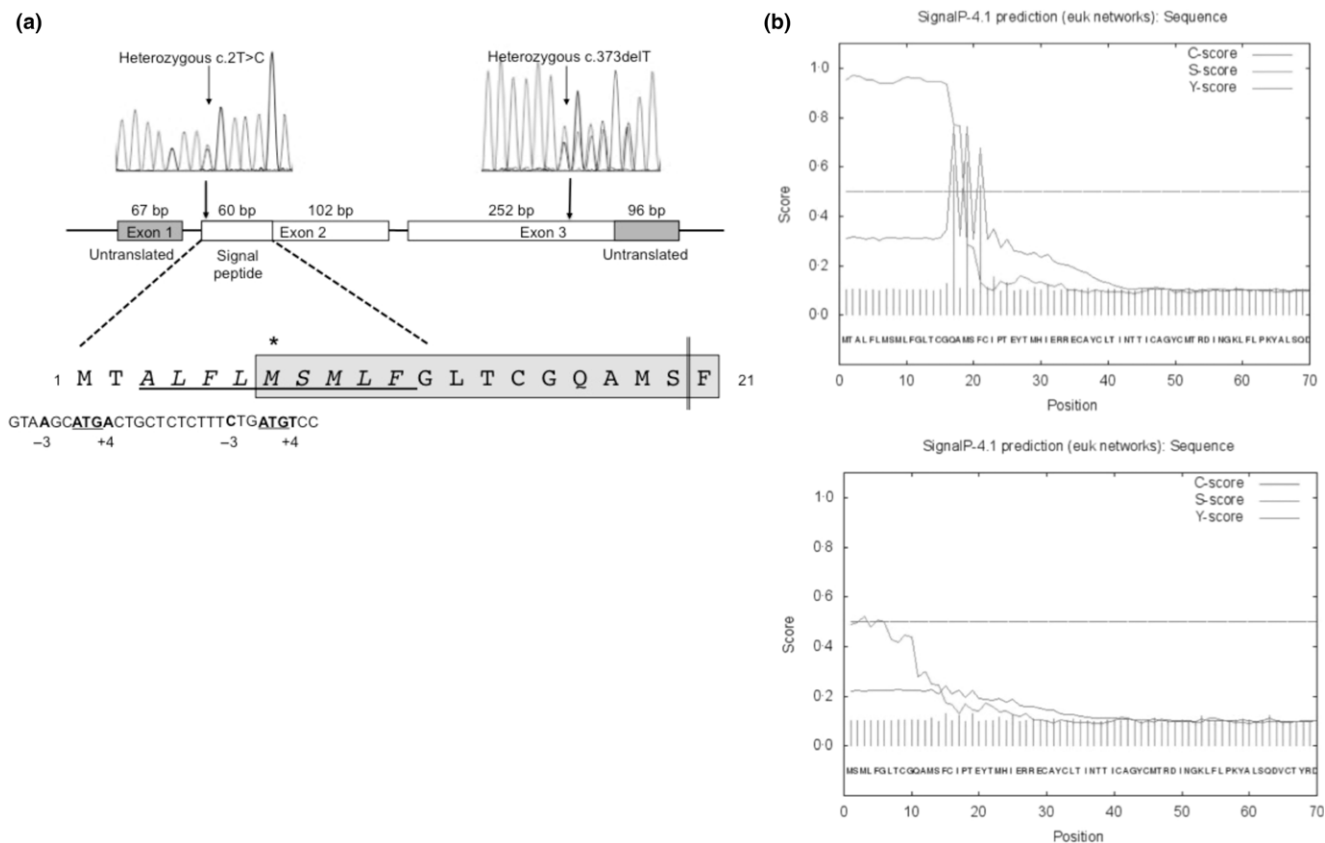 (a)
Heterozygous c.2T>C
Heterozygous c.373delT
67 bp
60 bp
102 bp
252 bp
96 bp
Exon 1
Exon 2
Exon 3
Untranslated
Signal
peptide
Untranslated
*
1 M T A L F L M S M L F G L T C G Q A M S F 21
GTAAGCATGACTGCTCTCTTTCTGATGTCC
–3 +4 –3 +4
(b)
SignalP-4.1 prediction (euk networks): Sequence
C-score
S-score
Y-score
1·0
0·8
0·6
0·4
0·2
0·0
Score
MTALFLMSMLFGLTCGQAMSFCIPTEYTMHIERRECAYCLTINTTICAGYCMTRDINGKLFLPKYALSQD
0 10 20 30 40 50 60 70
Position
SignalP-4.1 prediction (euk networks): Sequence
C-score
S-score
Y-score
1·0
0·8
0·6
0·4
0·2
0·0
Score
MSMLFGLTCGQAMSFCIPTEYTMHIERRECAYCLTINTTICAGYCMTRDINGKLFLPKYALSQDVCTYRD
0 10 20 30 40 50 60 70
Position